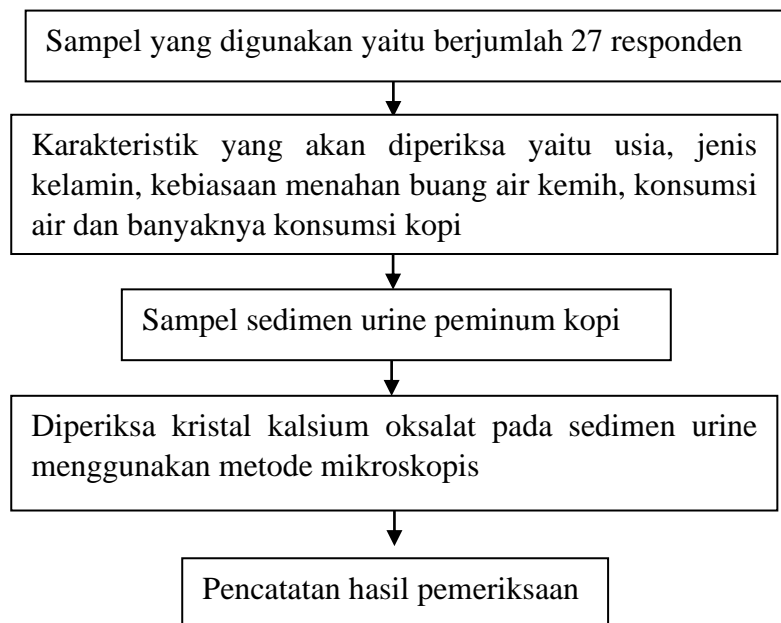 Sampel yang digunakan yaitu berjumlah 27 responden
Karakteristik yang akan diperiksa yaitu usia, jenis
kelamin, kebiasaan menahan buang air kemih, konsumsi
air dan banyaknya konsumsi kopi
Sampel sedimen urine peminum kopi
Diperiksa kristal kalsium oksalat pada sedimen urine
menggunakan metode mikroskopis
Pencatatan hasil pemeriksaan